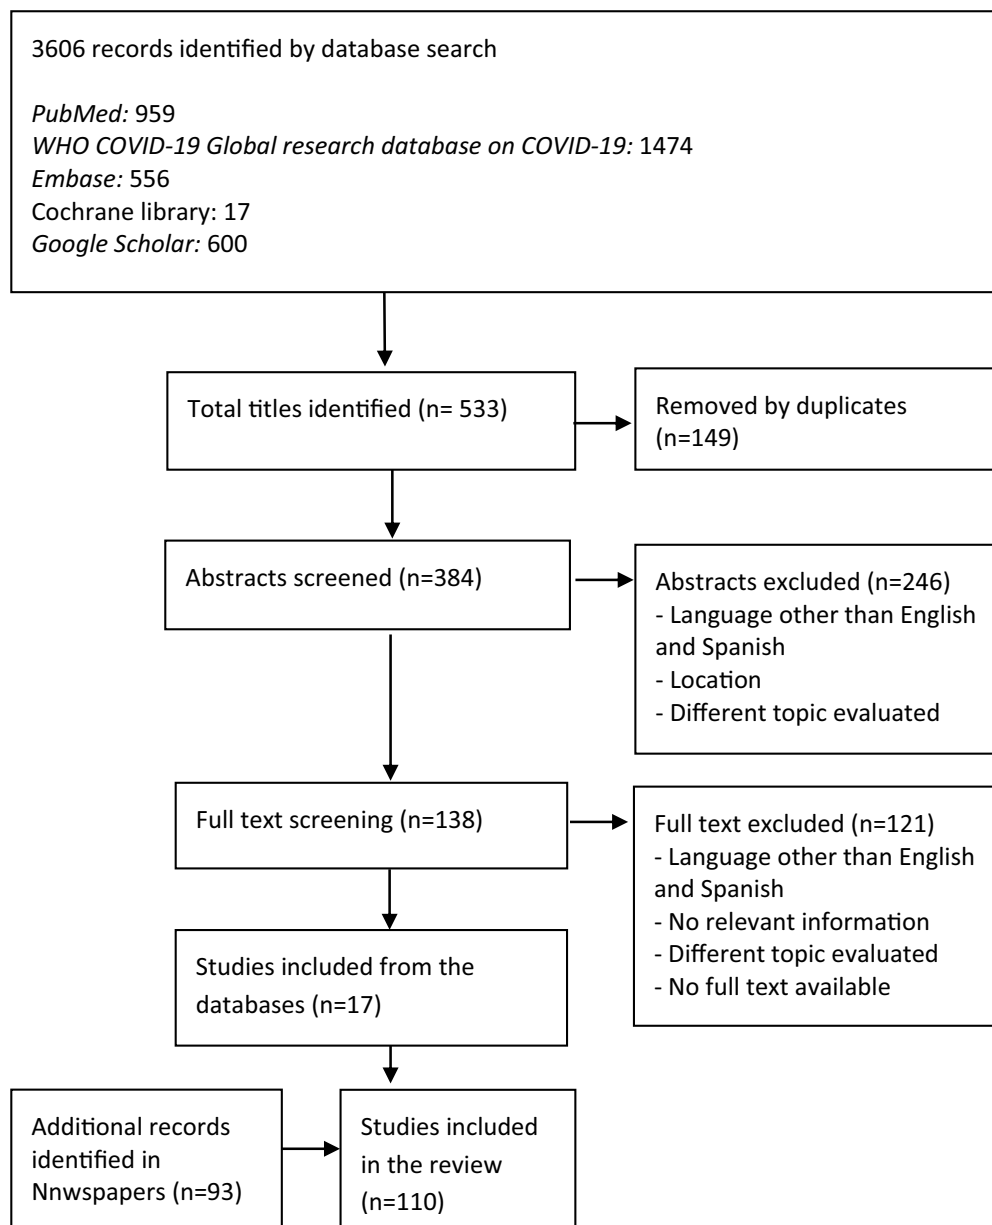 3606 records identified by database search
PubMed: 959
WHO COVID-19 Global research database on COVID-19: 1474
Embase: 556
Cochrane library: 17
Google Scholar: 600
Total titles identified (n= 533)
Removed by duplicates
(n=149)
Abstracts screened (n=384)
Abstracts excluded (n=246)
- Language other than English
and Spanish
- Location
- Different topic evaluated
Full text screening (n=138)
Full text excluded (n=121)
- Language other than English
and Spanish
- No relevant information
- Different topic evaluated
- No full text available
Studies included from the
databases (n=17)
Additional records
identified in
Nnwspapers (n=93)
Studies included
in the review
(n=110)